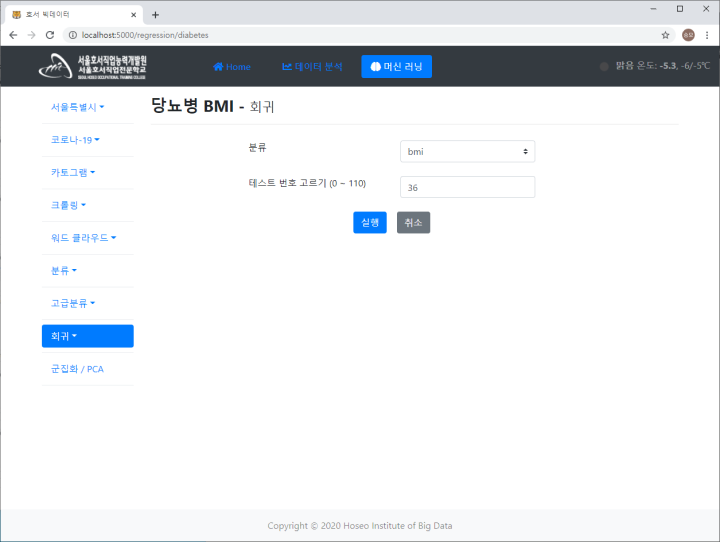 호서 빅데이터
localhost:5000/regression/diabetes
서울호서직업능력개발원
서울호서직업전문학교
SEOUL HOSEO OCCUPATIONAL TRAINING COLLEGE
Home
데이터 분석
머신 러닝
맑음 온도: -5.3, -6/-5℃
서울특별시
코로나-19
카토그램
크롤링
워드 클라우드
분류
고급분류
회귀
군집화 / PCA
당뇨병 BMI - 회귀
분류
bmi
테스트 번호 고르기 (0 ~ 110)
36
실행
취소
Copyright © 2020 Hoseo Institute of Big Data